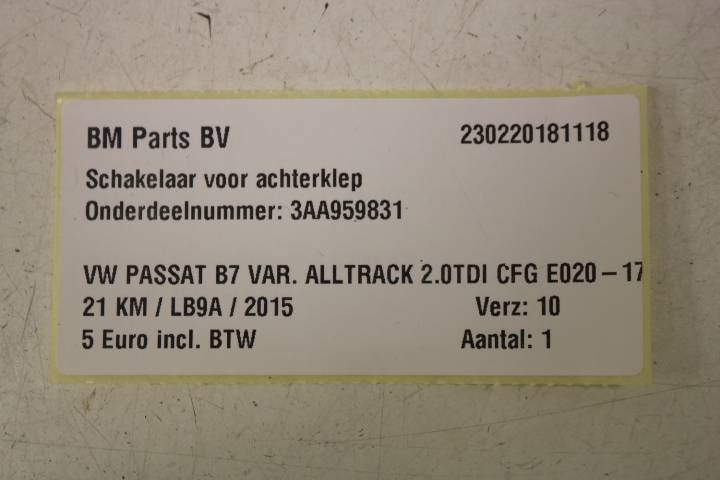 BM Parts BV 230220181118
Schakelaar voor achterklep
Onderdeelnummer: 3AA959831
VW PASSAT B7 VAR. ALLTRACK 2.0TDI CFG E020-17
21 KM / LB9A / 2015 Verz: 10
5 Euro incl. BTW Aantal: 1